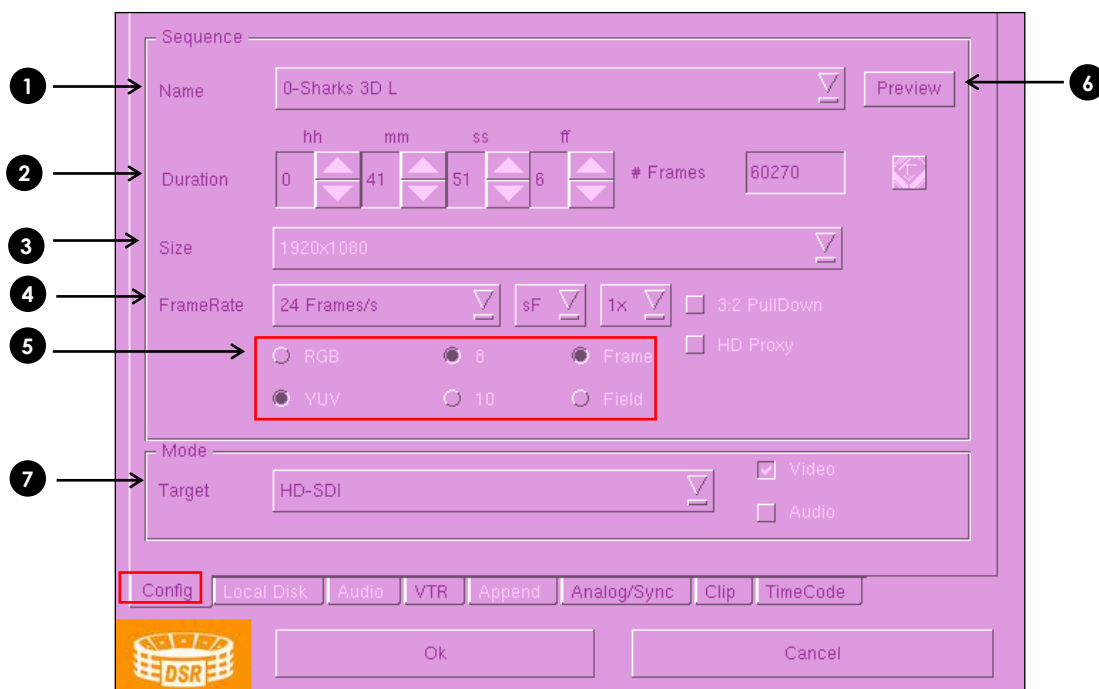 Sequence
1 Name 0-Sharks 3D L Preview 6
hh mm ss ff
2 Duration 0 41 51 6 # Frames 60270
3 Size 1920x1080
4 FrameRate 24 Frames/s sF 1x 3:2 PullDown
5 RGB 8 Frame HD Proxy
YUV 10 Field
Mode
Video
7 Target HD-SDI
Audio
Config Local Disk Audio VTR Append Analog/Sync Clip TimeCode
DSR Ok Cancel